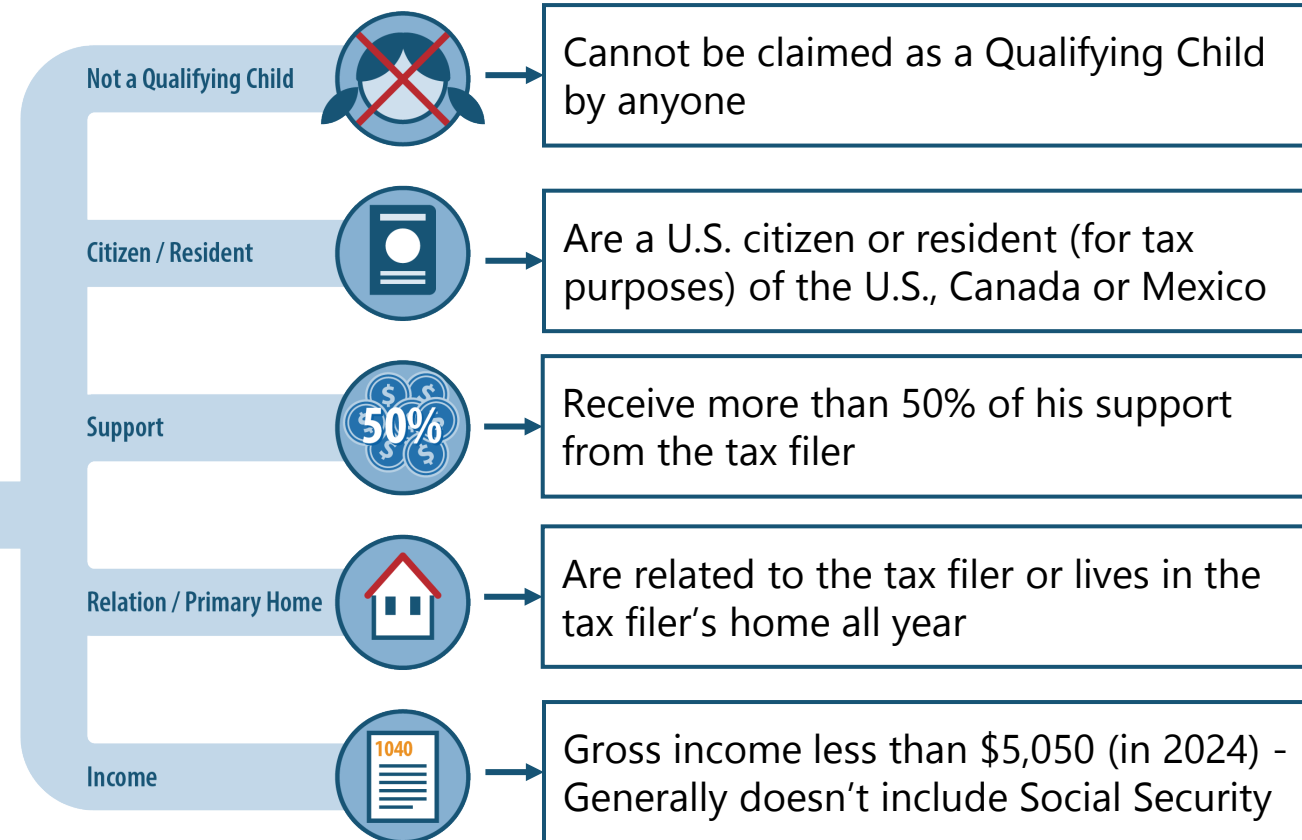 Not a Qualifying Child
Cannot be claimed as a Qualifying Child
by anyone
Citizen / Resident
Are a U.S. citizen or resident (for tax
purposes) of the U.S., Canada or Mexico
Support
50%
Receive more than 50% of his support
from the tax filer
Relation / Primary Home
Are related to the tax filer or lives in the
tax filer’s home all year
Income
1040
Gross income less than $5,050 (in 2024) -
Generally doesn’t include Social Security